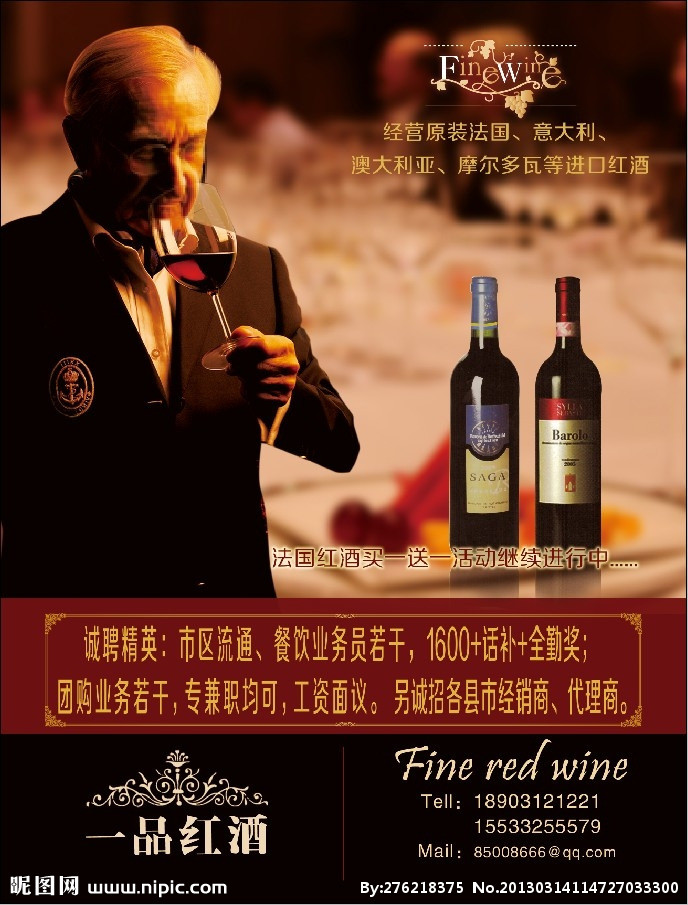 Fine Wine
经营原装法国、意大利、
澳大利亚、摩尔多瓦等进口红酒
SAGA
Barolo
2005
法国红酒买一送一活动继续进行中......
诚聘精英：市区流通、餐饮业务员若干，1600+话补+全勤奖；
团购业务若干，专兼职均可，工资面议。另诚招各县市经销商、代理商。
一品红酒
Fine red wine
Tell：18903121221
15533255579
Mail：85008666@qq.com
昵图网 www.nipic.com
By:276218375 No.20130314114727033300